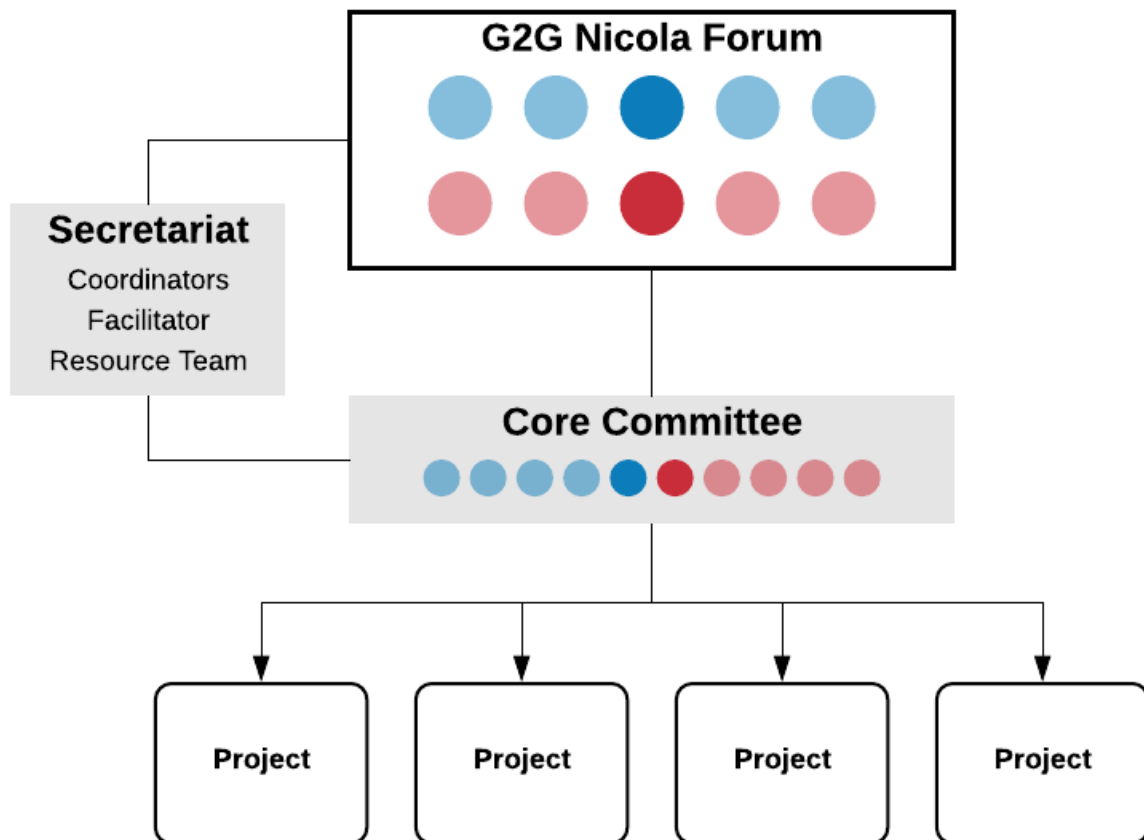 G2G Nicola Forum
Secretariat
Coordinators
Facilitator
Resource Team
Core Committee
Project
Project
Project
Project